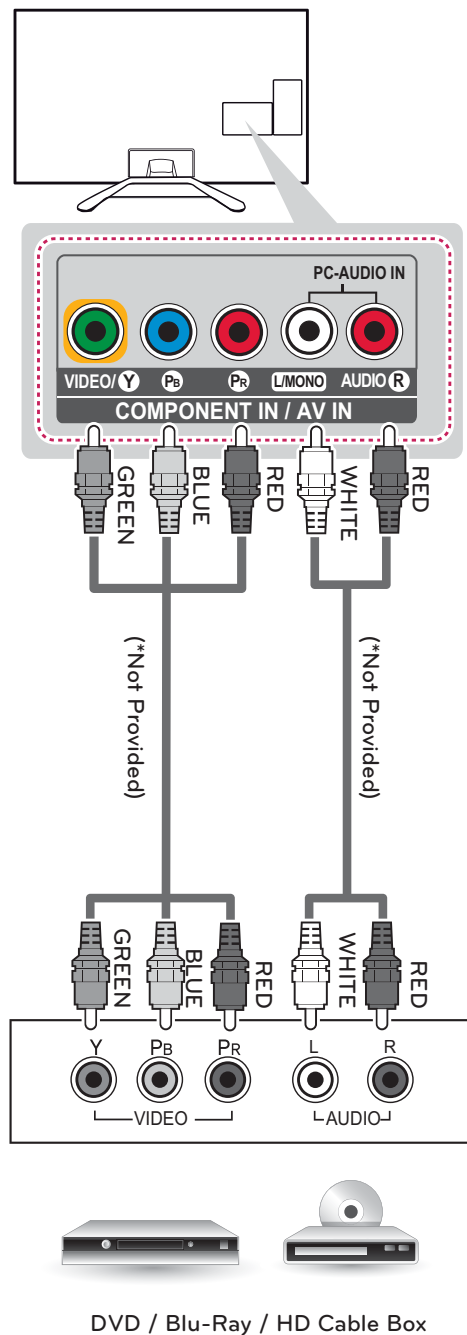 PC-AUDIO IN
VIDEO/ Y PB PR L/MONO AUDIO R
COMPONENT IN / AV IN
GREEN BLUE RED WHITE RED
(*Not Provided) (*Not Provided)
GREEN BLUE RED WHITE RED
Y PB PR L R
VIDEO AUDIO
DVD / Blu-Ray / HD Cable Box